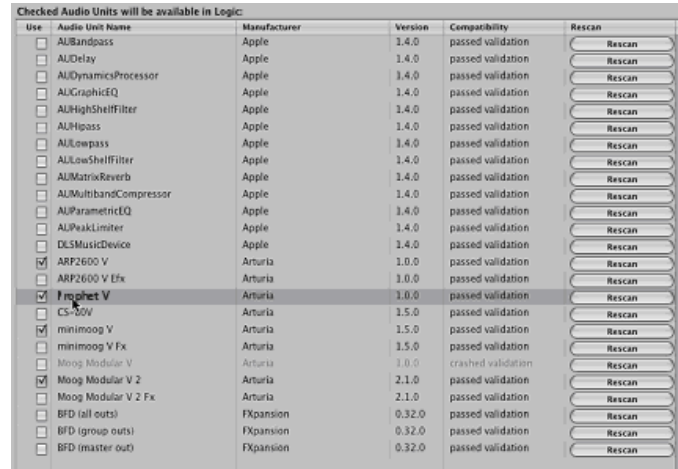 Checked Audio Units will be available in Logic:
Use Audio Unit Name Manufacturer Version Compatibility Rescan
AUBandpass Apple 1.4.0 passed validation Rescan
AUDelay Apple 1.4.0 passed validation Rescan
AUDynamicsProcessor Apple 1.4.0 passed validation Rescan
AUGraphicEQ Apple 1.4.0 passed validation Rescan
AUHighShelfFilter Apple 1.4.0 passed validation Rescan
AUHipass Apple 1.4.0 passed validation Rescan
AULowpass Apple 1.4.0 passed validation Rescan
AULowShelfFilter Apple 1.4.0 passed validation Rescan
AUMatrixReverb Apple 1.4.0 passed validation Rescan
AUMultibandCompressor Apple 1.4.0 passed validation Rescan
AUParametricEQ Apple 1.4.0 passed validation Rescan
AUPeakLimiter Apple 1.4.0 passed validation Rescan
DLSMusicDevice Apple 1.4.0 passed validation Rescan
ARP2600 V Arturia 1.0.0 passed validation Rescan
ARP2600 V Efx Arturia 1.0.0 passed validation Rescan
Prophet V Arturia 1.0.0 passed validation Rescan
CS-80V Arturia 1.5.0 passed validation Rescan
minimoog V Arturia 1.5.0 passed validation Rescan
minimoog V Fx Arturia 1.5.0 passed validation Rescan
Moog Modular V Arturia 1.0.0 crashed validation Rescan
Moog Modular V 2 Arturia 2.1.0 passed validation Rescan
Moog Modular V 2 Fx Arturia 2.1.0 passed validation Rescan
BFD (all outs) FXpansion 0.32.0 passed validation Rescan
BFD (group outs) FXpansion 0.32.0 passed validation Rescan
BFD (master out) FXpansion 0.32.0 passed validation Rescan